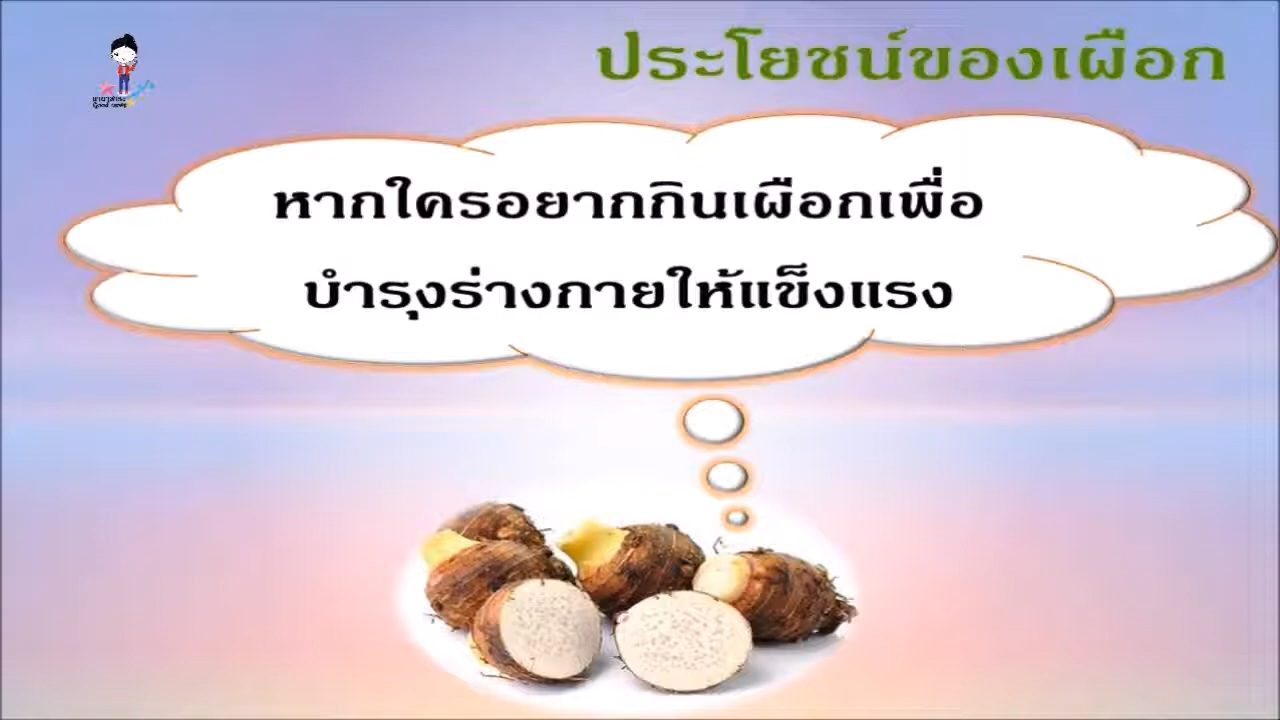 ประโยชน์ของเผือก
หากใครอยากกินเผือกเพื่อ
บำรุงร่างกายให้แข็งแรง